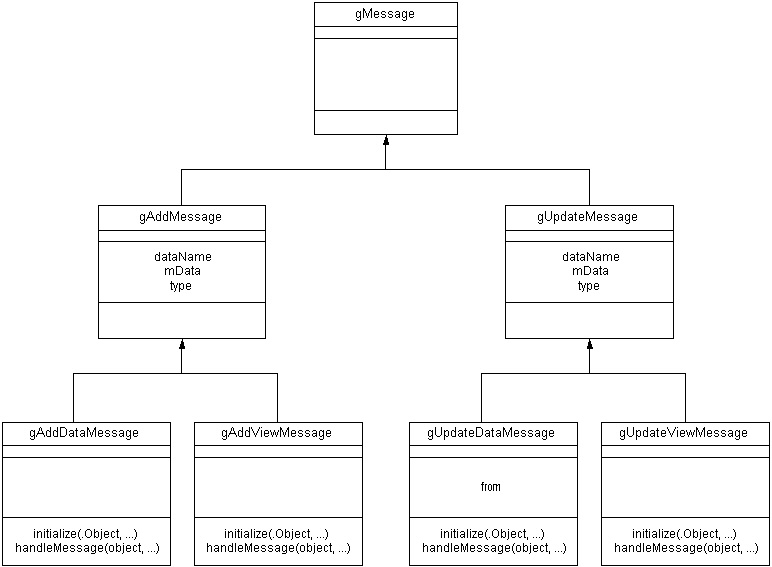 gMessage
gAddMessage
dataName
mData
type
gUpdateMessage
dataName
mData
type
gAddDataMessage
initialize(.Object, ...)
handleMessage(object, ...)
gAddViewMessage
initialize(.Object, ...)
handleMessage(object, ...)
gUpdateDataMessage
from
initialize(.Object, ...)
handleMessage(object, ...)
gUpdateViewMessage
initialize(.Object, ...)
handleMessage(object, ...)